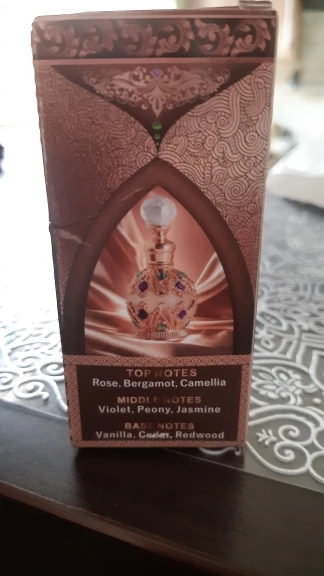 TOP NOTES
Rose, Bergamot, Camellia
MIDDLE NOTES
Violet, Peony, Jasmine
BASE NOTES
Vanilla, Cedar, Redwood